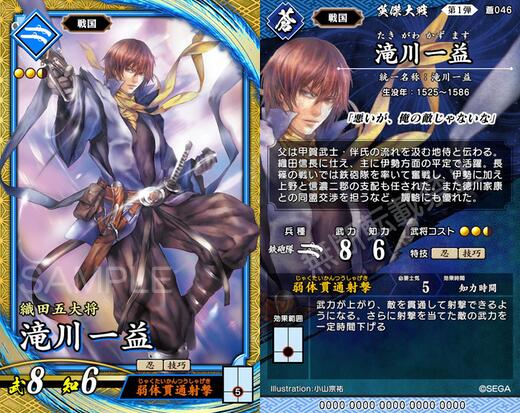 戦国
SAMPLE
織田五大将
滝川一益
忍 技巧
武8 知6
じゃくたいかんつうしゃげき
弱体貫通射撃
5
蒼
戦国
英傑大戦
第1弾
蒼046
たきがわかずます
滝川一益
統一名称：滝川一益
生没年：1525～1586
「悪いが、俺の敵じゃないな」
父は甲賀武士・伴氏の流れを汲む地侍と伝わる。
織田信長に仕え、主に伊勢方面の平定で活躍。長
篠の戦いでは鉄砲隊を率いて奮戦し、伊勢に加え
上野と信濃二郡の支配も任された。また徳川家康
との同盟交渉を担うなど、調略にも優れた。
兵種 武力 知力 武将コスト
鉄砲隊 8 6 特技 忍 技巧
じゃくたいかんつうしゃげき 必要士気 効果時間
弱体貫通射撃 5 知力時間
効果範囲
武力が上がり、敵を貫通して射撃できるよ
うになる。さらに射撃を当てた敵の武力を
一定時間下げる
Illustration:小山宗祐
©SEGA
0000 0000 0000 0000 0000